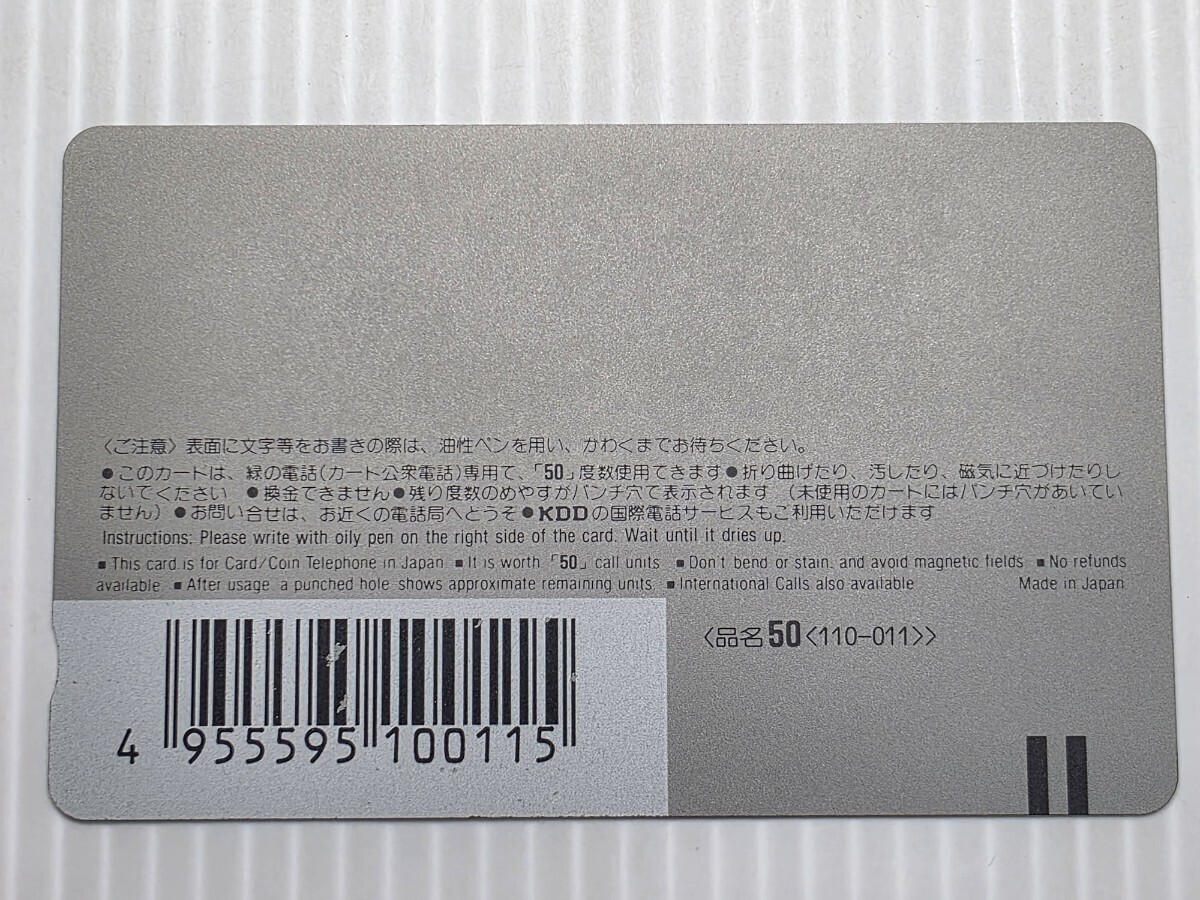 〈ご注意〉表面に文字等をお書きの際は、油性ペンを用い、かわくまでお待ちください。
●このカードは、緑の電話(カード公衆電話)専用で、「50」度数使用できます●折り曲げたり、汚したり、磁気に近づけたりし
ないでください ●換金できません●残り度数のめやすがパンチ穴で表示されます (未使用のカードにはパンチ穴があいてい
ません)●お問い合せは、お近くの電話局へどうぞ●KDDの国際電話サービスもご利用いただけます
Instructions: Please write with oily pen on the right side of the card. Wait until it dries up.
■This card is for Card/Coin Telephone in Japan ■It is worth「50」call units ■Don't bend or stain, and avoid magnetic fields ■No refunds
available ■After usage a punched hole shows approximate remaining units ■International Calls also available Made in Japan
〈品名50<110-011>〉
4 955595 100115